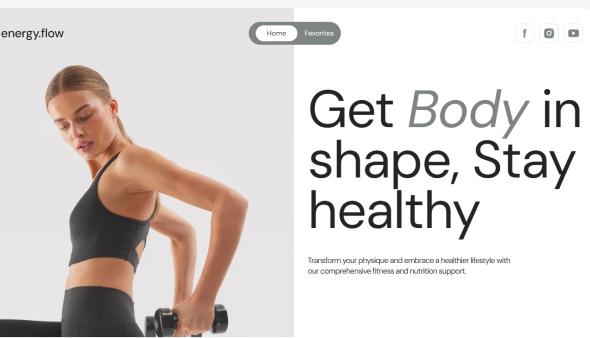 energy.flow
Home
Favorites
Get Body in
shape, Stay
healthy
Transform your physique and embrace a healthier lifestyle with
our comprehensive fitness and nutrition support.